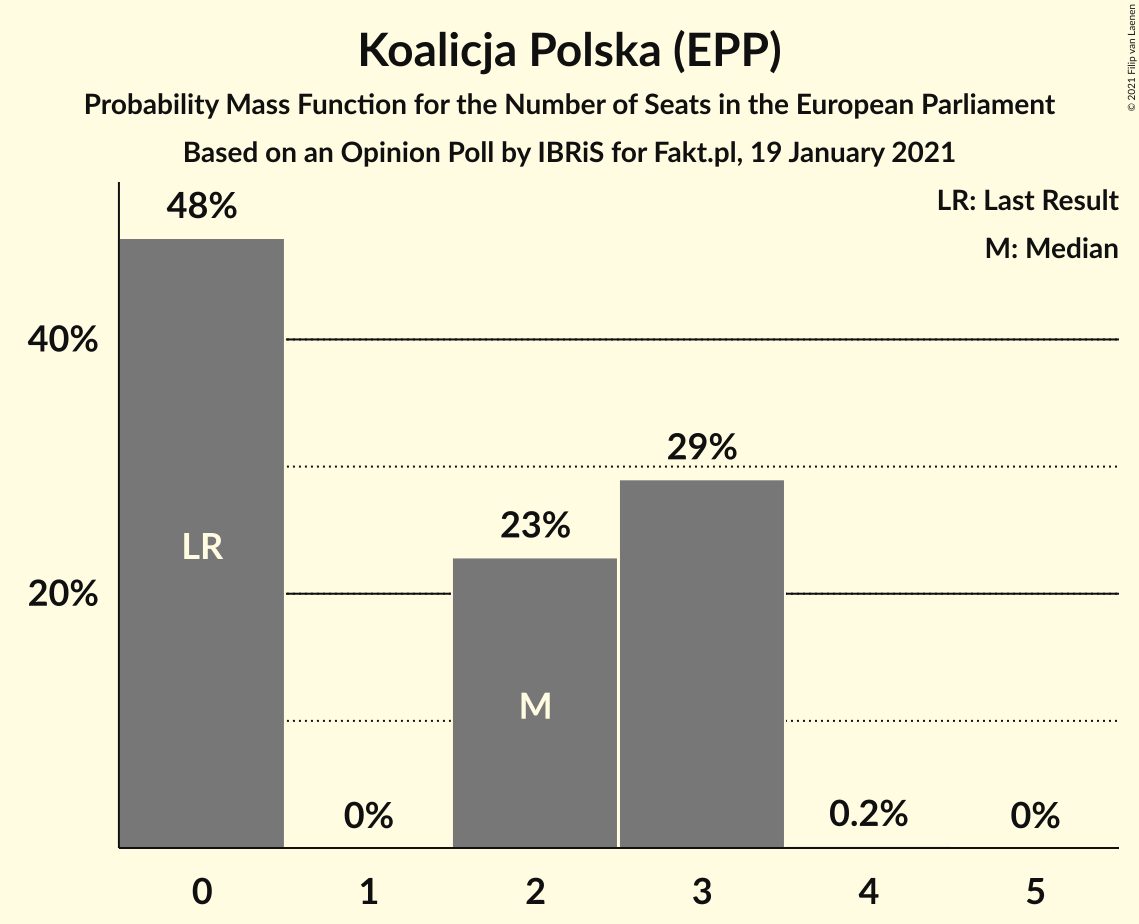 Koalicja Polska (EPP)
Probability Mass Function for the Number of Seats in the European Parliament
Based on an Opinion Poll by IBRiS for Fakt.pl, 19 January 2021
© 2021 Filip van Laenen
LR: Last Result
M: Median
48%
40%
29%
23%
LR
20%
M
0%
0.2%
0%
0 1 2 3 4 5